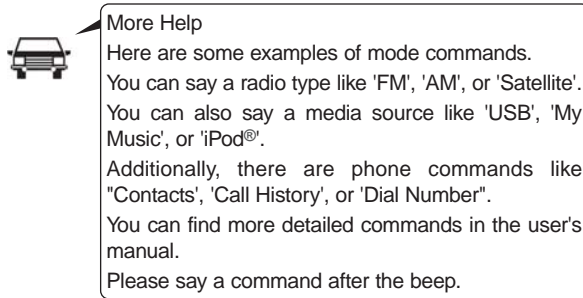 More Help
Here are some examples of mode commands.
You can say a radio type like 'FM', 'AM', or 'Satellite'.
You can also say a media source like 'USB', 'My
Music', or 'iPod®'.
Additionally, there are phone commands like
"Contacts', 'Call History', or 'Dial Number".
You can find more detailed commands in the user's
manual.
Please say a command after the beep.